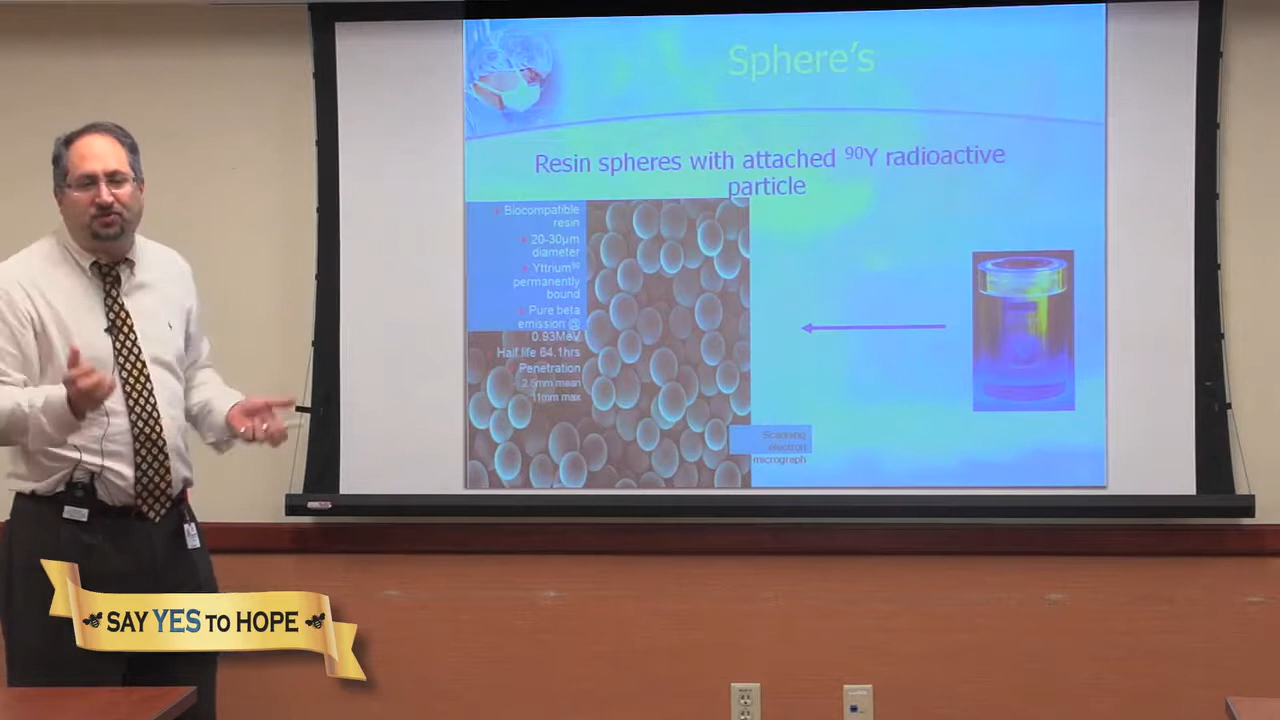 Sphere's
Resin spheres with attached ⁹⁰Y radioactive
particle
Biocompatible
resin
20-30µm
diameter
Yttrium⁹⁰
permanently
bound
Pure beta
emission @
0.93MeV
Half life 64.1hrs
Penetration
2.5mm mean
11mm max
Scanning
electron
micrograph
SAY YES TO HOPE